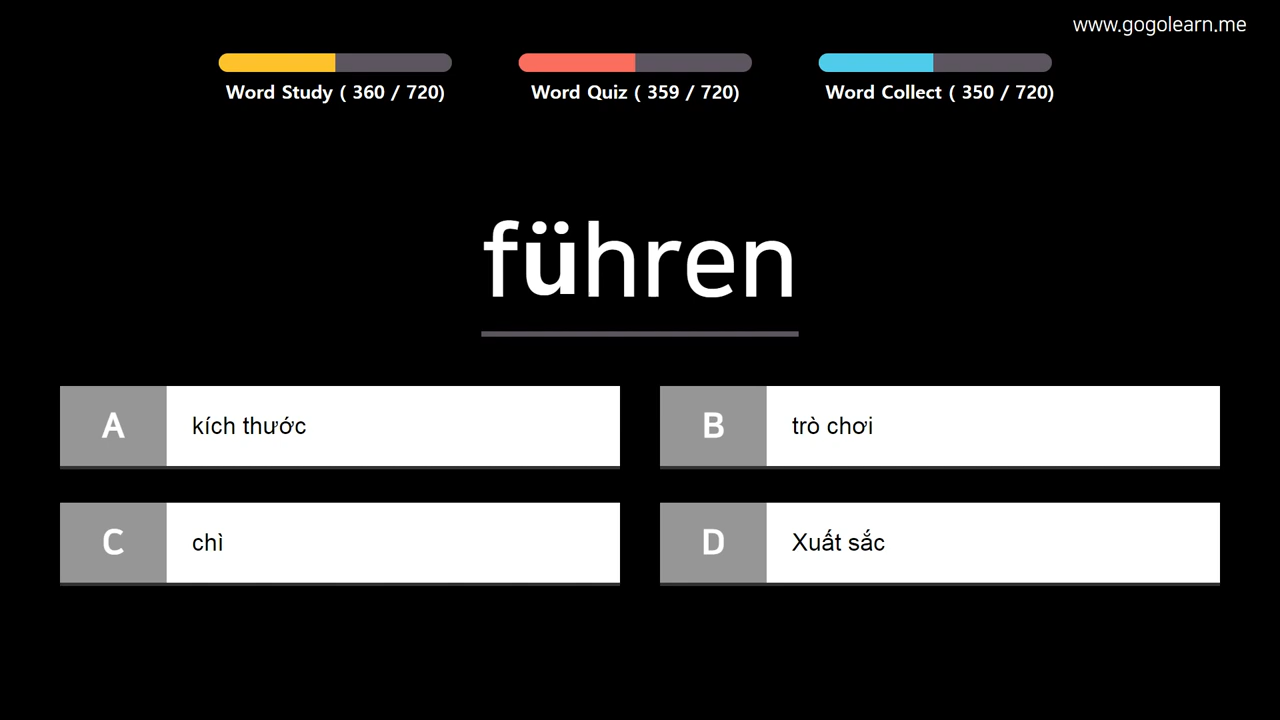 www.gogolearn.me
Word Study ( 360 / 720)
Word Quiz ( 359 / 720)
Word Collect ( 350 / 720)
führen
A kích thước
B trò chơi
C chì
D Xuất sắc